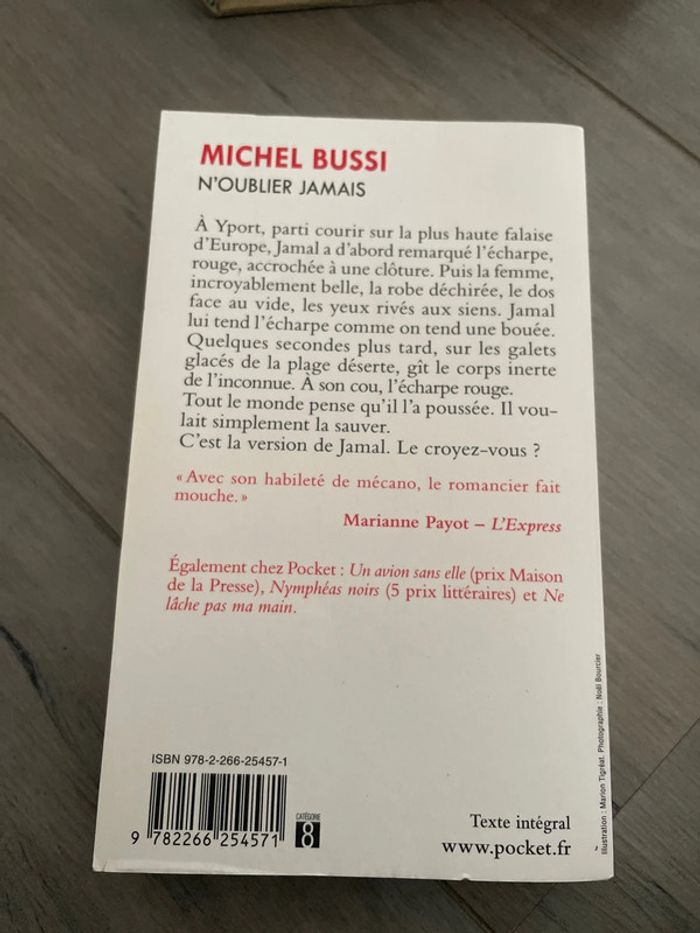 MICHEL BUSSI
N'OUBLIER JAMAIS
À Yport, parti courir sur la plus haute falaise
d'Europe, Jamal a d'abord remarqué l'écharpe,
rouge, accrochée à une clôture. Puis la femme,
incroyablement belle, la robe déchirée, le dos
face au vide, les yeux rivés aux siens. Jamal
lui tend l'écharpe comme on tend une bouée.
Quelques secondes plus tard, sur les galets
glacés de la plage déserte, gît le corps inerte
de l'inconnue. À son cou, l'écharpe rouge.
Tout le monde pense qu'il l'a poussée. Il vou-
lait simplement la sauver.
C'est la version de Jamal. Le croyez-vous ?
« Avec son habileté de mécano, le romancier fait
mouche. »
Marianne Payot – L'Express
Également chez Pocket : Un avion sans elle (prix Maison
de la Presse), Nymphéas noirs (5 prix littéraires) et Ne
lâche pas ma main.
ISBN 978-2-266-25457-1
9 782266 254571
CATÉGORIE
8
Texte intégral
www.pocket.fr
Illustration : Marion Tigréat. Photographie : Noël Bourcier